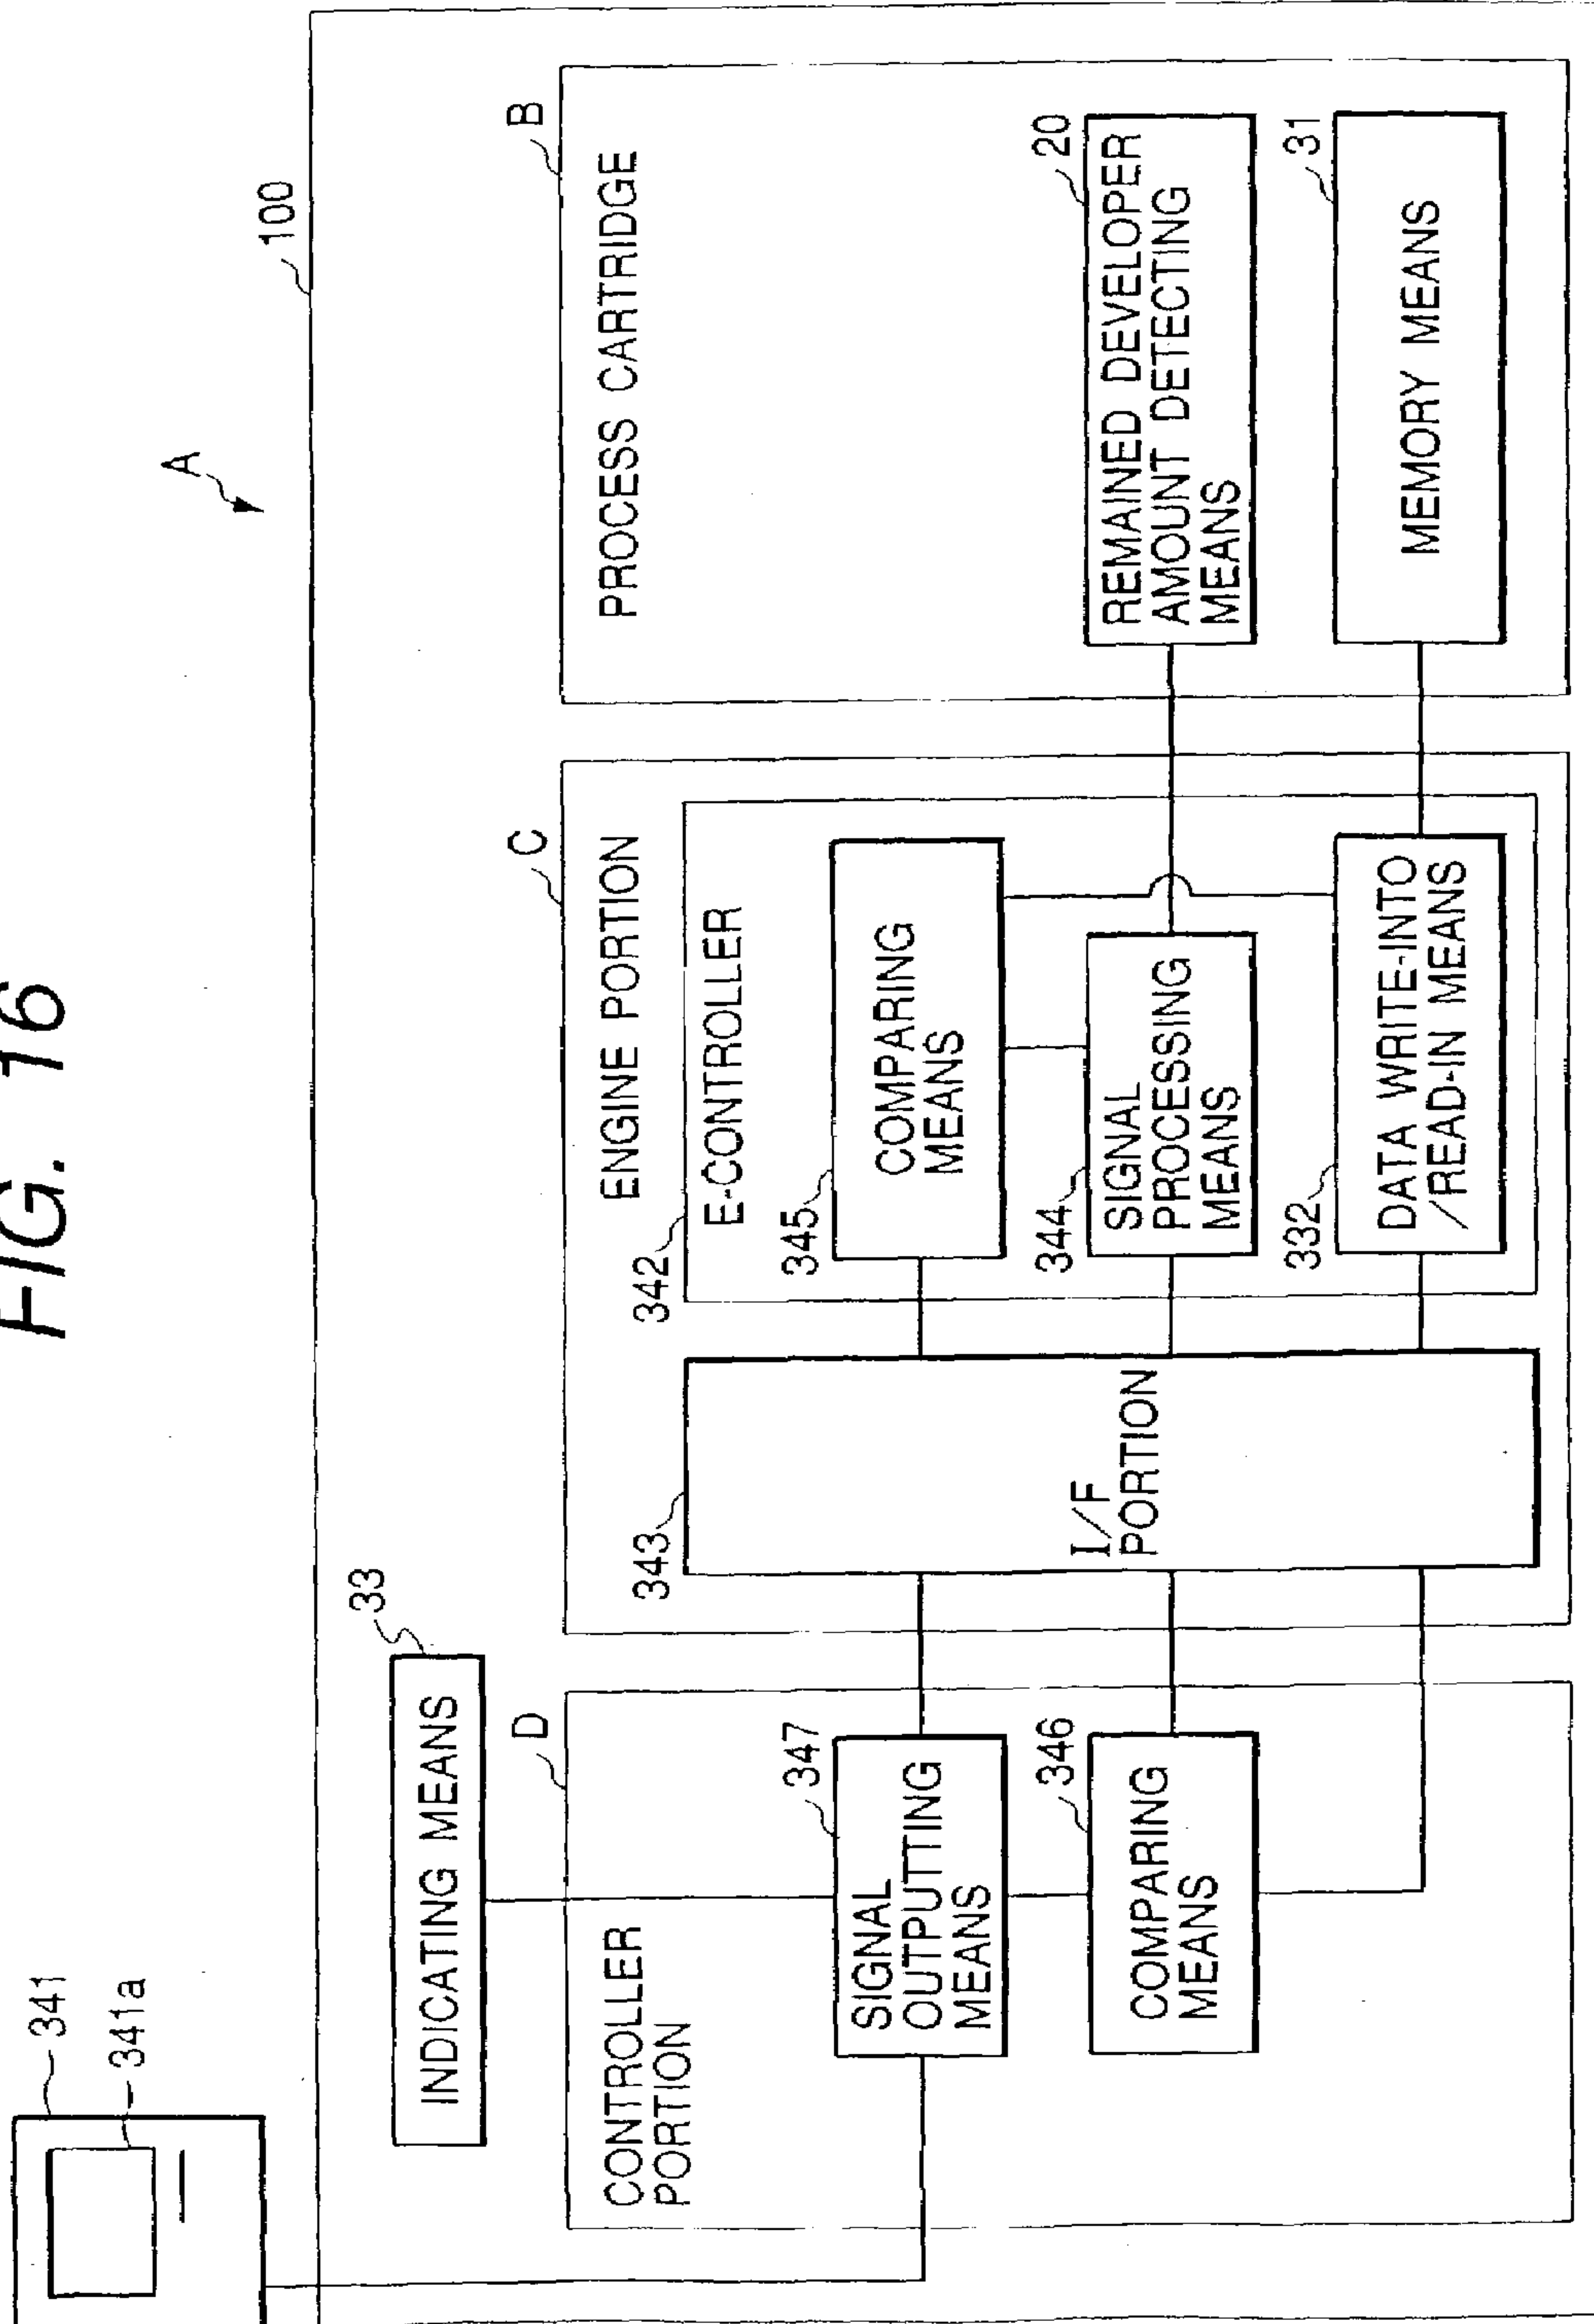 FIG. 16
A
100
341
341a
INDICATING MEANS
33
D
CONTROLLER
PORTION
SIGNAL
OUTPUTTING
MEANS
347
COMPARING
MEANS
346
C
ENGINE PORTION
343
I/F
PORTION
342
E-CONTROLLER
345
COMPARING
MEANS
344
SIGNAL
PROCESSING
MEANS
332
DATA WRITE-INTO
/READ-IN MEANS
B
PROCESS CARTRIDGE
20
REMAINED DEVELOPER
AMOUNT DETECTING
MEANS
31
MEMORY MEANS